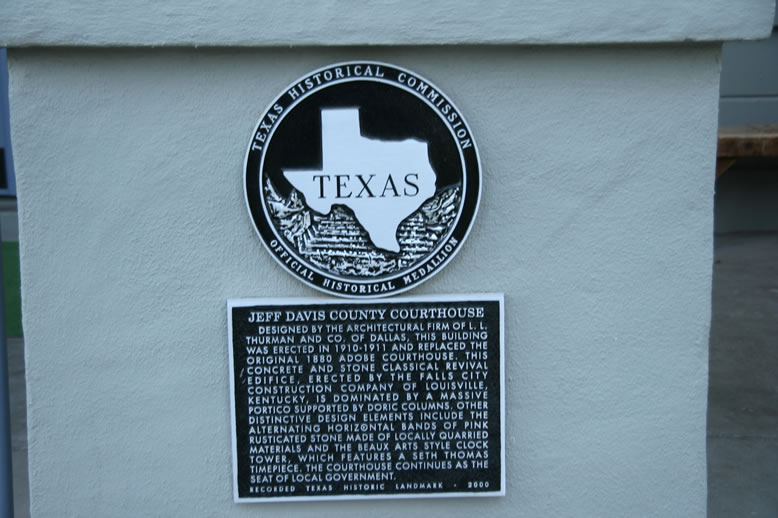 TEXAS HISTORICAL COMMISSION
TEXAS
OFFICIAL HISTORICAL MEDALLION
JEFF DAVIS COUNTY COURTHOUSE
DESIGNED BY THE ARCHITECTURAL FIRM OF L. L.
THURMAN AND CO. OF DALLAS, THIS BUILDING
WAS ERECTED IN 1910-1911 AND REPLACED THE
ORIGINAL 1880 ADOBE COURTHOUSE. THIS
CONCRETE AND STONE CLASSICAL REVIVAL
EDIFICE, ERECTED BY THE FALLS CITY
CONSTRUCTION COMPANY OF LOUISVILLE,
KENTUCKY, IS DOMINATED BY A MASSIVE
PORTICO SUPPORTED BY DORIC COLUMNS. OTHER
DISTINCTIVE DESIGN ELEMENTS INCLUDE THE
ALTERNATING HORIZONTAL BANDS OF PINK
RUSTICATED STONE MADE OF LOCALLY QUARRIED
MATERIALS AND THE BEAUX ARTS STYLE CLOCK
TOWER, WHICH FEATURES A SETH THOMAS
TIMEPIECE. THE COURTHOUSE CONTINUES AS THE
SEAT OF LOCAL GOVERNMENT.
RECORDED TEXAS HISTORIC LANDMARK · 2000